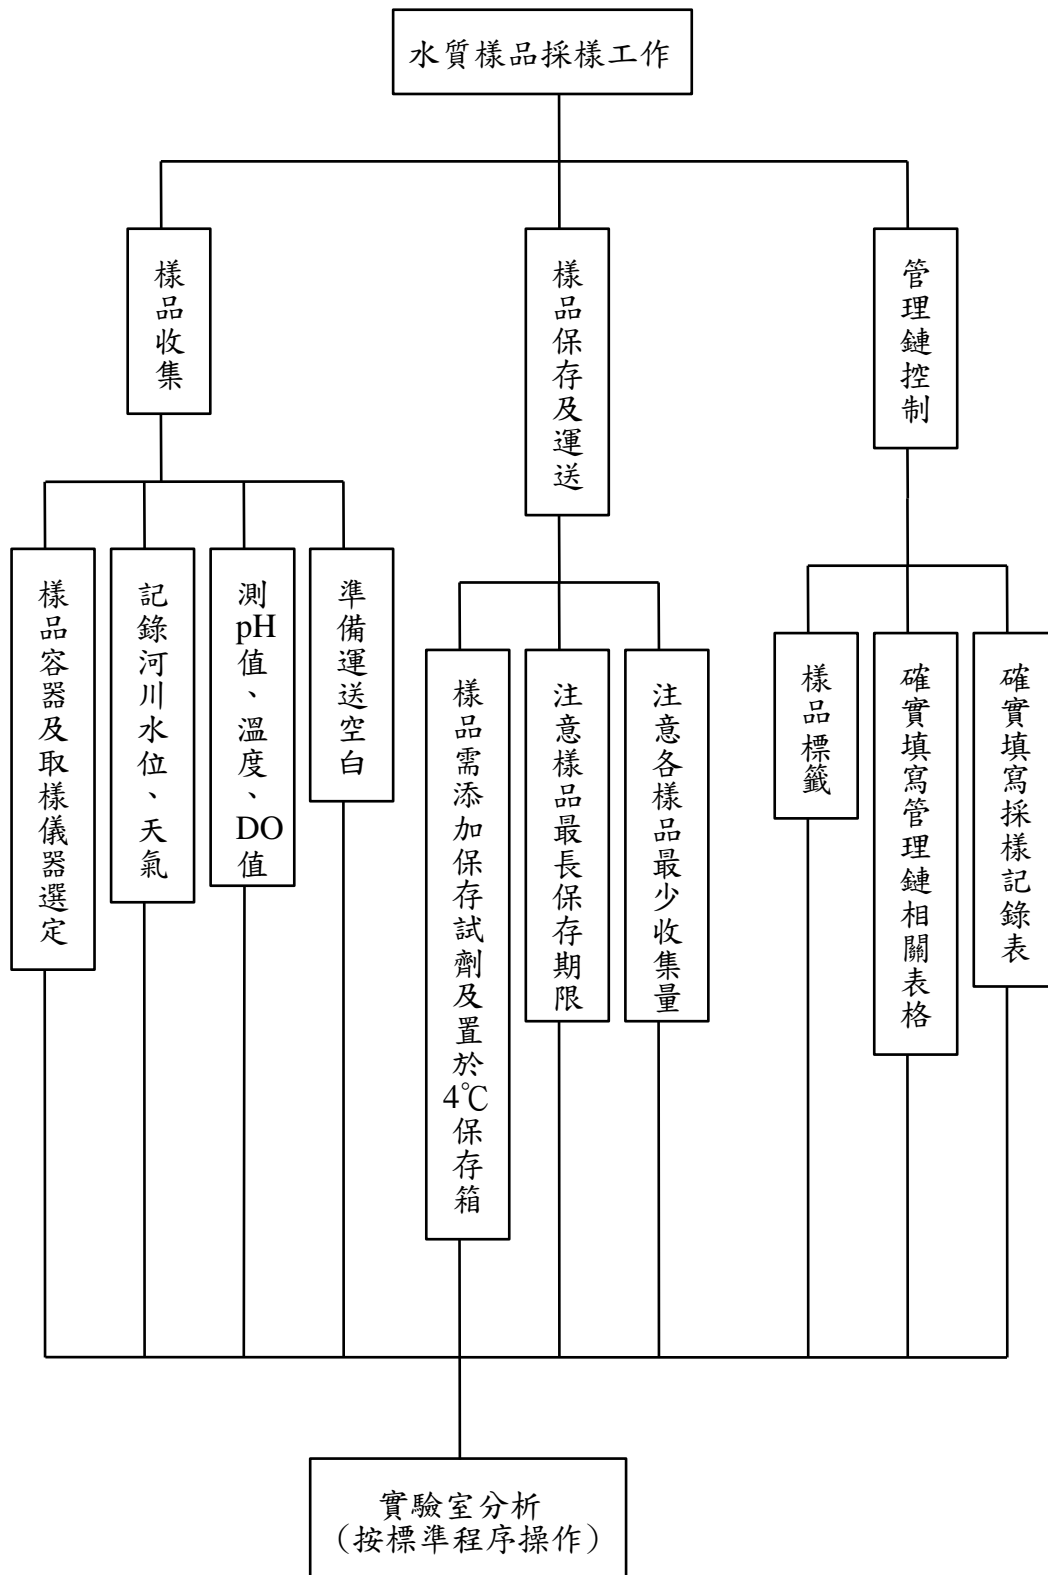 水質樣品採樣工作
樣品收集
樣品保存及運送
管理鏈控制
樣品容器及取樣儀器選定
記錄河川水位、天氣
測pH值、溫度、DO值
準備運送空白
樣品需添加保存試劑及置於4℃保存箱
注意樣品最長保存期限
注意各樣品最少收集量
樣品標籤
確實填寫管理鏈相關表格
確實填寫採樣記錄表
實驗室分析
（按標準程序操作）